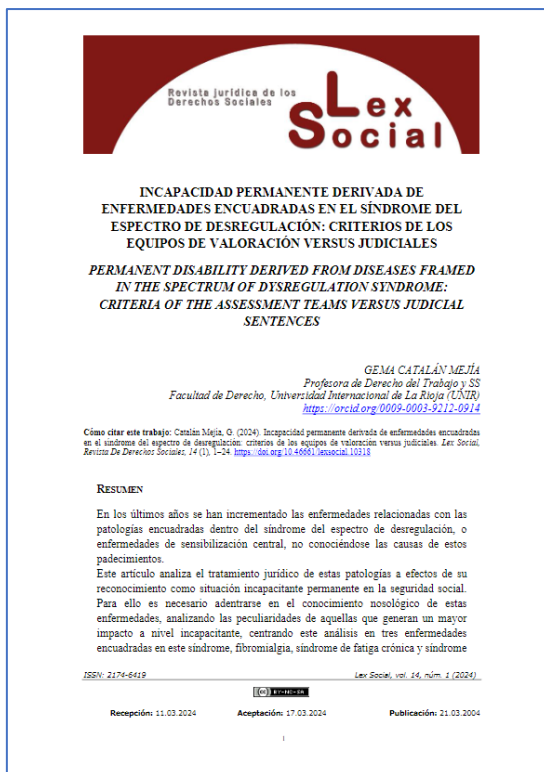 Revista jurídica de los
Derechos Sociales
Lex
Social
INCAPACIDAD PERMANENTE DERIVADA DE
ENFERMEDADES ENCUADRADAS EN EL SÍNDROME DEL
ESPECTRO DE DESREGULACIÓN: CRITERIOS DE LOS
EQUIPOS DE VALORACIÓN VERSUS JUDICIALES
PERMANENT DISABILITY DERIVED FROM DISEASES FRAMED
IN THE SPECTRUM OF DYSREGULATION SYNDROME:
CRITERIA OF THE ASSESSMENT TEAMS VERSUS JUDICIAL
SENTENCES
GEMA CATALÁN MEJÍA
Profesora de Derecho del Trabajo y SS
Facultad de Derecho, Universidad Internacional de La Rioja (UNIR)
https://orcid.org/0009-0003-9212-0914
Cómo citar este trabajo: Catalán Mejía, G. (2024). Incapacidad permanente derivada de enfermedades encuadradas
en el síndrome del espectro de desregulación: criterios de los equipos de valoración versus judiciales. Lex Social,
Revista De Derechos Sociales, 14 (1), 1–24. https://doi.org/10.46661/lexsocial.10318
RESUMEN
En los últimos años se han incrementado las enfermedades relacionadas con las
patologías encuadradas dentro del síndrome del espectro de desregulación, o
enfermedades de sensibilización central, no conociéndose las causas de estos
padecimientos.
Este artículo analiza el tratamiento jurídico de estas patologías a efectos de su
reconocimiento como situación incapacitante permanente en la seguridad social.
Para ello es necesario adentrarse en el conocimiento nosológico de estas
enfermedades, analizando las peculiaridades de aquellas que generan un mayor
impacto a nivel incapacitante, centrando este análisis en tres enfermedades
encuadradas en este síndrome, fibromialgia, síndrome de fatiga crónica y síndrome
ISSN: 2174-6419 Lex Social, vol. 14, núm. 1 (2024)
(cc) BY-NC-SA
Recepción: 11.03.2024 Aceptación: 17.03.2024 Publicación: 21.03.2004
1